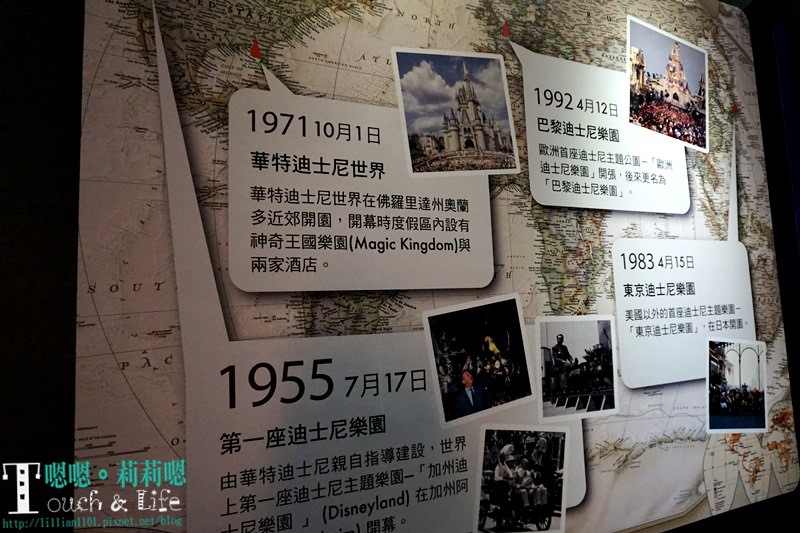 1971 10月1日
華特迪士尼世界
華特迪士尼世界在佛羅里達州奧蘭
多近郊開園，開幕時度假區內設有
神奇王國樂園(Magic Kingdom)與
兩家酒店。
1992 4月12日
巴黎迪士尼樂園
歐洲首座迪士尼主題公園—「歐洲
迪士尼樂園」開張，後來更名為
「巴黎迪士尼樂園」。
1983 4月15日
東京迪士尼樂園
美國以外的首座迪士尼主題樂園—
「東京迪士尼樂園」，在日本開園。
1955 7月17日
第一座迪士尼樂園
由華特迪士尼親自指導建設，世界
上第一座迪士尼主題樂園—「加州迪
士尼樂園」 (Disneyland) 在加州阿
開幕。
NORTH
SOUTH
嗯嗯。莉莉嗯
Touch & Life
http://lillian1101.pixnet.net/blog